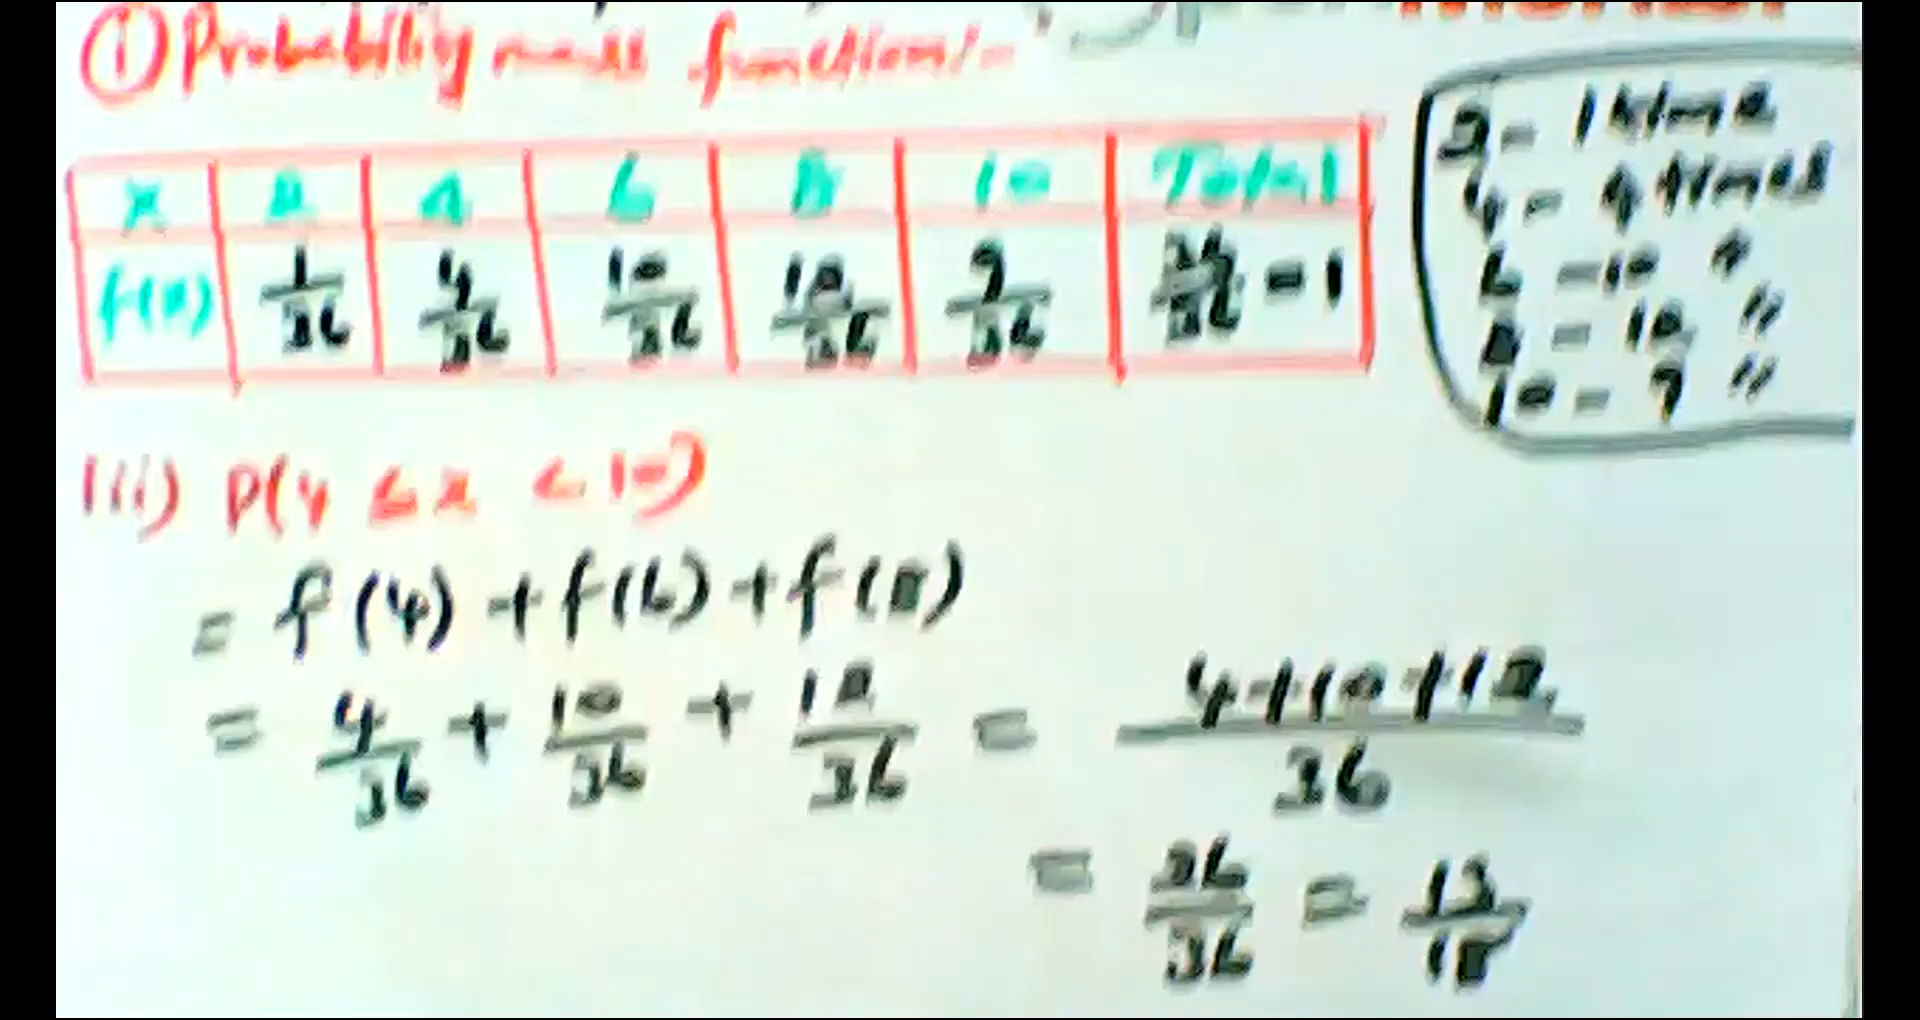 ① Probability mass function:-
x 2 4 6 8 10 Total
f(x) 1/36 4/36 10/36 12/36 9/36 36/36 = 1
2 - 1 time
4 - 4 times
6 - 10 "
8 - 12 "
10 - 9 "
iii) P(4 ≤ x < 10)
= f(4) + f(6) + f(8)
= 4/36 + 10/36 + 12/36 = 4+10+12/36
= 26/36 = 13/18